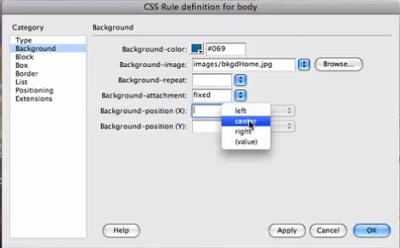 CSS Rule definition for body
Category
Type
Background
Block
Box
Border
List
Positioning
Extensions
Background
Background-color: #069
Background-image: images/bkgdHome.jpg Browse...
Background-repeat:
Background-attachment: fixed
Background-position (X):
left
center
right
(value)
Background-position (Y):
Help Apply Cancel OK